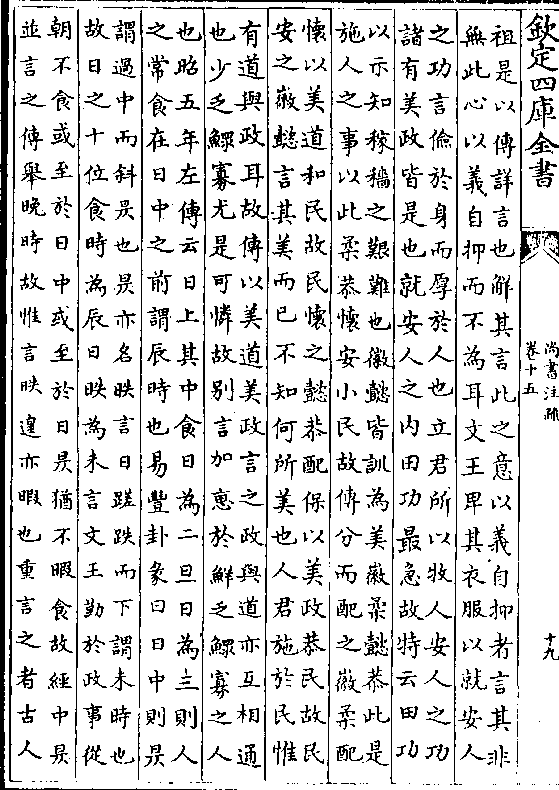 欽定四庫全書
尚書注疏
卷十五
十九
祖是以傳詳言也解其言此之意以義自抑者言其非
無此心以義自抑而不為耳文王卑其衣服以就安人
之功言儉於身而厚於人也立君所以牧人安人之功
諸有美政皆是也就安人之内田功最急故特云田功
以示知稼穡之艱難也徽懿皆訓為美徽柔懿恭此是
施人之事以此柔恭懷安小民故傳分而配之徽柔配
懷以美道和民故民懷之懿恭配保以美政恭民故民
安之徽懿言其美而已不知何所美也人君施於民惟
有道與政耳故傳以美道美政言之政與道亦互相通
也少乏鰥寡尤是可憐故别言加惠於鮮乏鰥寡之人
也昭五年左傳云日上其中食日為二旦日為三則人
之常食在日中之前謂辰時也易豐卦彖曰日中則昃
謂過中而斜昃也昃亦名昳言日蹉跌而下謂未時也
故日之十位食時為辰日昳為未言文王勤於政事從
朝不食或至於日中或至於日昃猶不暇食故經中昃
並言之傳舉晚時故惟言昳遑亦暇也重言之者古人